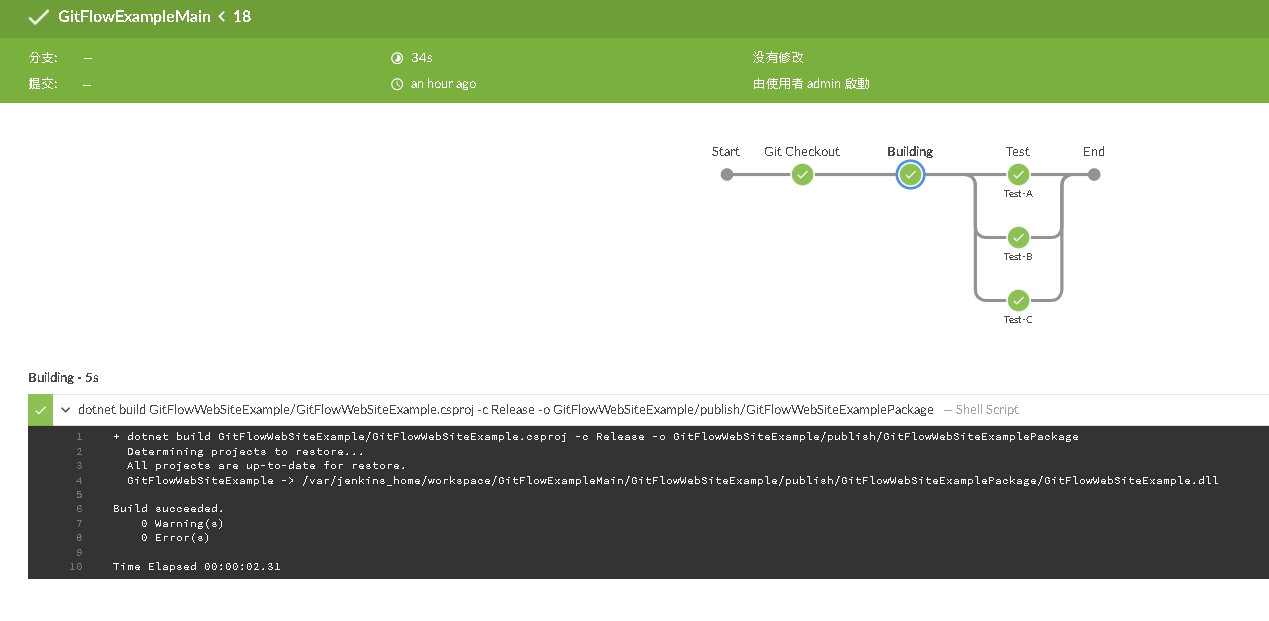 GitFlowExampleMain < 18
分支: — 34s 没有修改
提交: — an hour ago 由使用者 admin 啟動
Start Git Checkout Building Test End
Test-A
Test-B
Test-C
Building - 5s
dotnet build GitFlowWebSiteExample/GitFlowWebSiteExample.csproj -c Release -o GitFlowWebSiteExample/publish/GitFlowWebSiteExamplePackage — Shell Script
1 + dotnet build GitFlowWebSiteExample/GitFlowWebSiteExample.csproj -c Release -o GitFlowWebSiteExample/publish/GitFlowWebSiteExamplePackage
2 Determining projects to restore...
3 All projects are up-to-date for restore.
4 GitFlowWebSiteExample -> /var/jenkins_home/workspace/GitFlowExampleMain/GitFlowWebSiteExample/publish/GitFlowWebSiteExamplePackage/GitFlowWebSiteExample.dll
5
6 Build succeeded.
7 0 Warning(s)
8 0 Error(s)
9
10 Time Elapsed 00:00:02.31